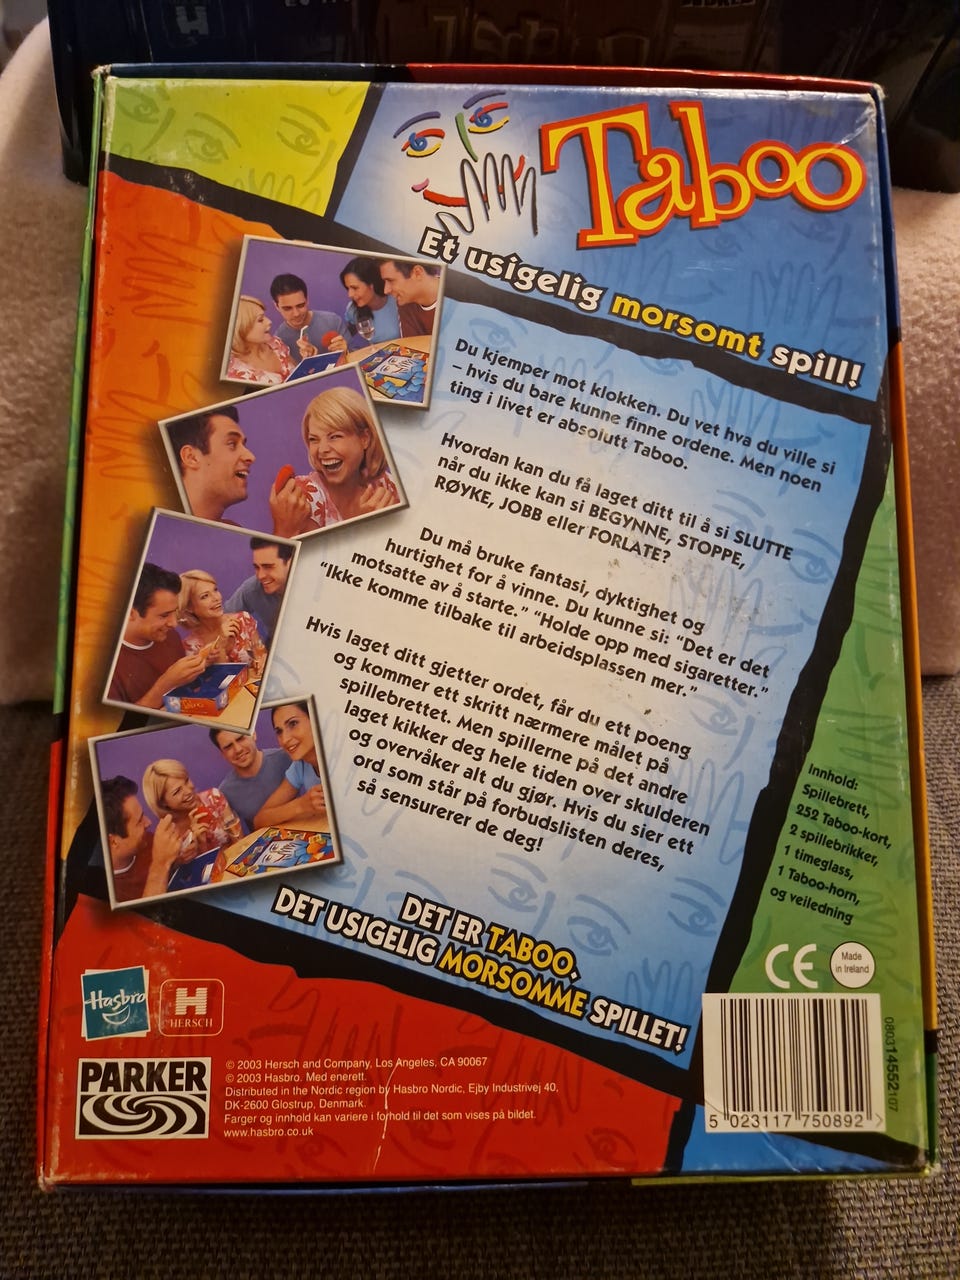 Taboo
Et usigelig morsomt spill!
Du kjemper mot klokken. Du vet hva du ville si
– hvis du bare kunne finne ordene. Men noen
ting i livet er absolutt Taboo.
Hvordan kan du få laget ditt til å si SLUTTE
når du ikke kan si BEGYNNE, STOPPE,
RØYKE, JOBB eller FORLATE?
Du må bruke fantasi, dyktighet og
hurtighet for å vinne. Du kunne si: "Det er det
motsatte av å starte." "Holde opp med sigaretter."
"Ikke komme tilbake til arbeidsplassen mer."
Hvis laget ditt gjetter ordet, får du ett poeng
og kommer ett skritt nærmere målet på
spillebrettet. Men spillerne på det andre
laget kikker deg hele tiden over skulderen
og overvåker alt du gjør. Hvis du sier ett
ord som står på forbudslisten deres,
så sensurerer de deg!
DET ER TABOO.
DET USIGELIG MORSOMME SPILLET!
Innhold:
Spillebrett,
252 Taboo-kort,
2 spillebrikker,
1 timeglass,
1 Taboo-horn,
og veiledning
CE
Made
in Ireland
Hasbro
H
HERSCH
PARKER
© 2003 Hersch and Company, Los Angeles, CA 90067
© 2003 Hasbro. Med enerett.
Distributed in the Nordic region by Hasbro Nordic, Ejby Industrivej 40,
DK-2600 Glostrup, Denmark.
Farger og innhold kan variere i forhold til det som vises på bildet.
www.hasbro.co.uk
080314552107
5 023117 750892 >